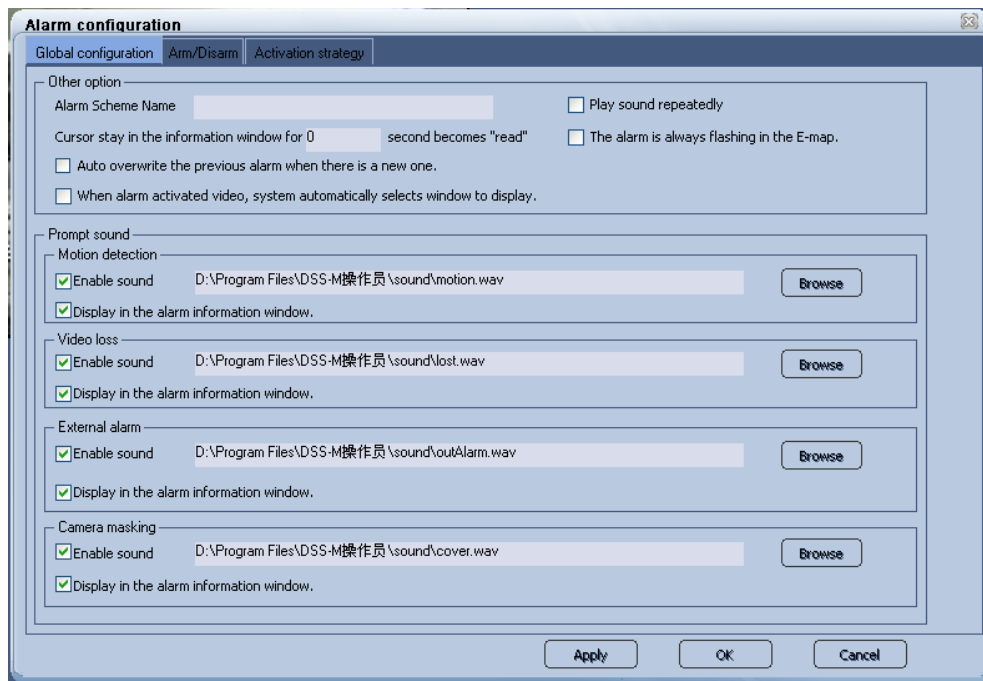 Alarm configuration
Global configuration Arm/Disarm Activation strategy
Other option
Alarm Scheme Name
Play sound repeatedly
Cursor stay in the information window for 0 second becomes "read"
The alarm is always flashing in the E-map.
Auto overwrite the previous alarm when there is a new one.
When alarm activated video, system automatically selects window to display.
Prompt sound
Motion detection
Enable sound D:\Program Files\DSS-M操作员\sound\motion.wav Browse
Display in the alarm information window.
Video loss
Enable sound D:\Program Files\DSS-M操作员\sound\lost.wav Browse
Display in the alarm information window.
External alarm
Enable sound D:\Program Files\DSS-M操作员\sound\outAlarm.wav Browse
Display in the alarm information window.
Camera masking
Enable sound D:\Program Files\DSS-M操作员\sound\cover.wav Browse
Display in the alarm information window.
Apply OK Cancel